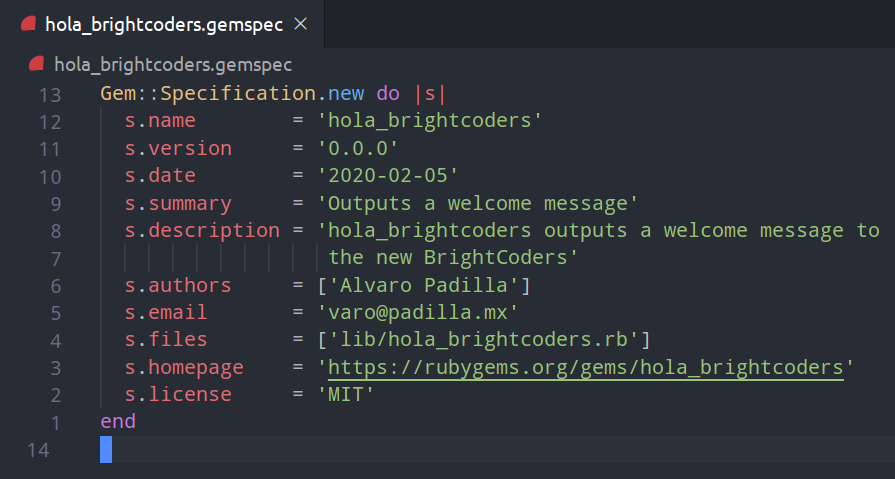 hola_brightcoders.gemspec ×
hola_brightcoders.gemspec
13 Gem::Specification.new do |s|
12   s.name        = 'hola_brightcoders'
11   s.version     = '0.0.0'
10   s.date        = '2020-02-05'
9   s.summary     = 'Outputs a welcome message'
8   s.description = 'hola_brightcoders outputs a welcome message to
7                    the new BrightCoders'
6   s.authors     = ['Alvaro Padilla']
5   s.email       = 'varo@padilla.mx'
4   s.files       = ['lib/hola_brightcoders.rb']
3   s.homepage    = 'https://rubygems.org/gems/hola_brightcoders'
2   s.license     = 'MIT'
1 end
14